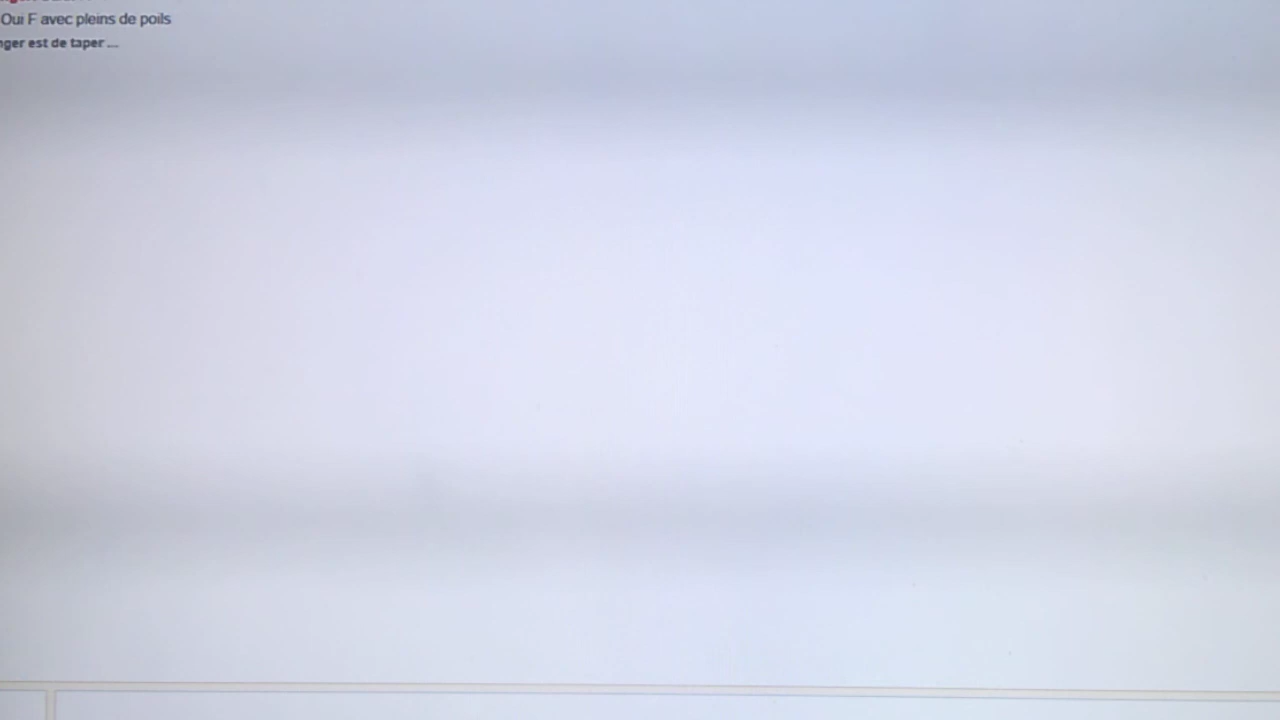 Oui F avec pleins de poils
nger est de taper ...